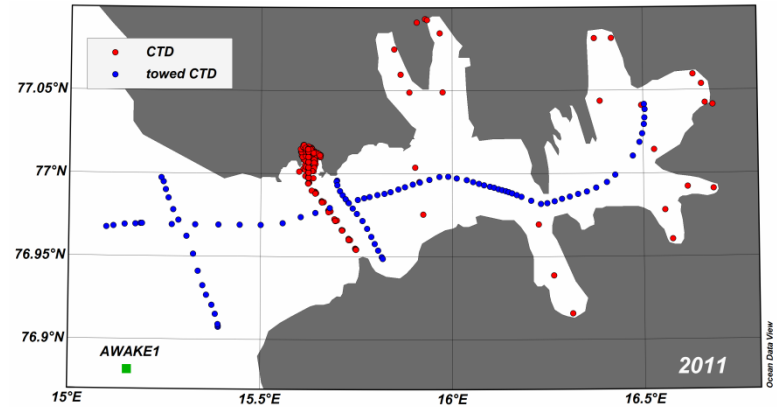 CTD
towed CTD
77.05°N
77°N
76.95°N
76.9°N
AWAKE1
2011
15°E
15.5°E
16°E
16.5°E
Ocean Data View